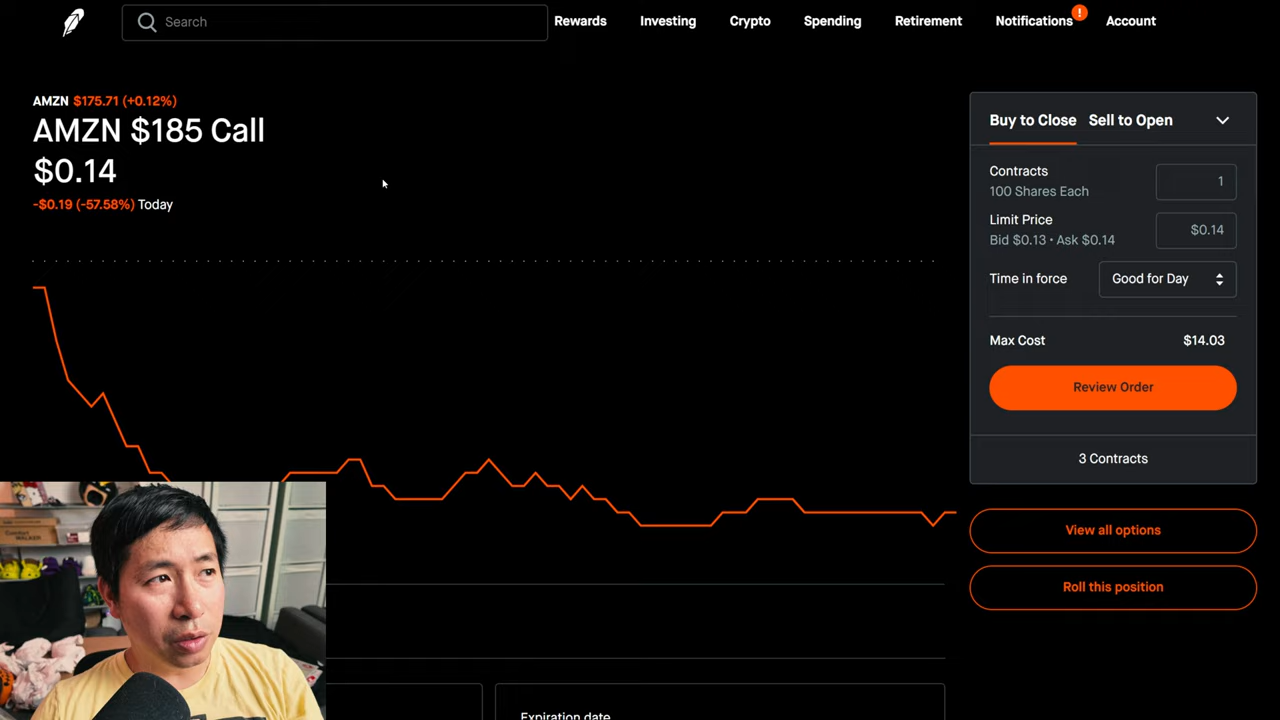 Search
Rewards
Investing
Crypto
Spending
Retirement
Notifications
!
Account
AMZN $175.71 (+0.12%)
AMZN $185 Call
$0.14
-$0.19 (-57.58%) Today
Buy to Close
Sell to Open
Contracts
100 Shares Each
1
Limit Price
Bid $0.13 • Ask $0.14
$0.14
Time in force
Good for Day
Max Cost
$14.03
Review Order
3 Contracts
View all options
Roll this position
Expiration date